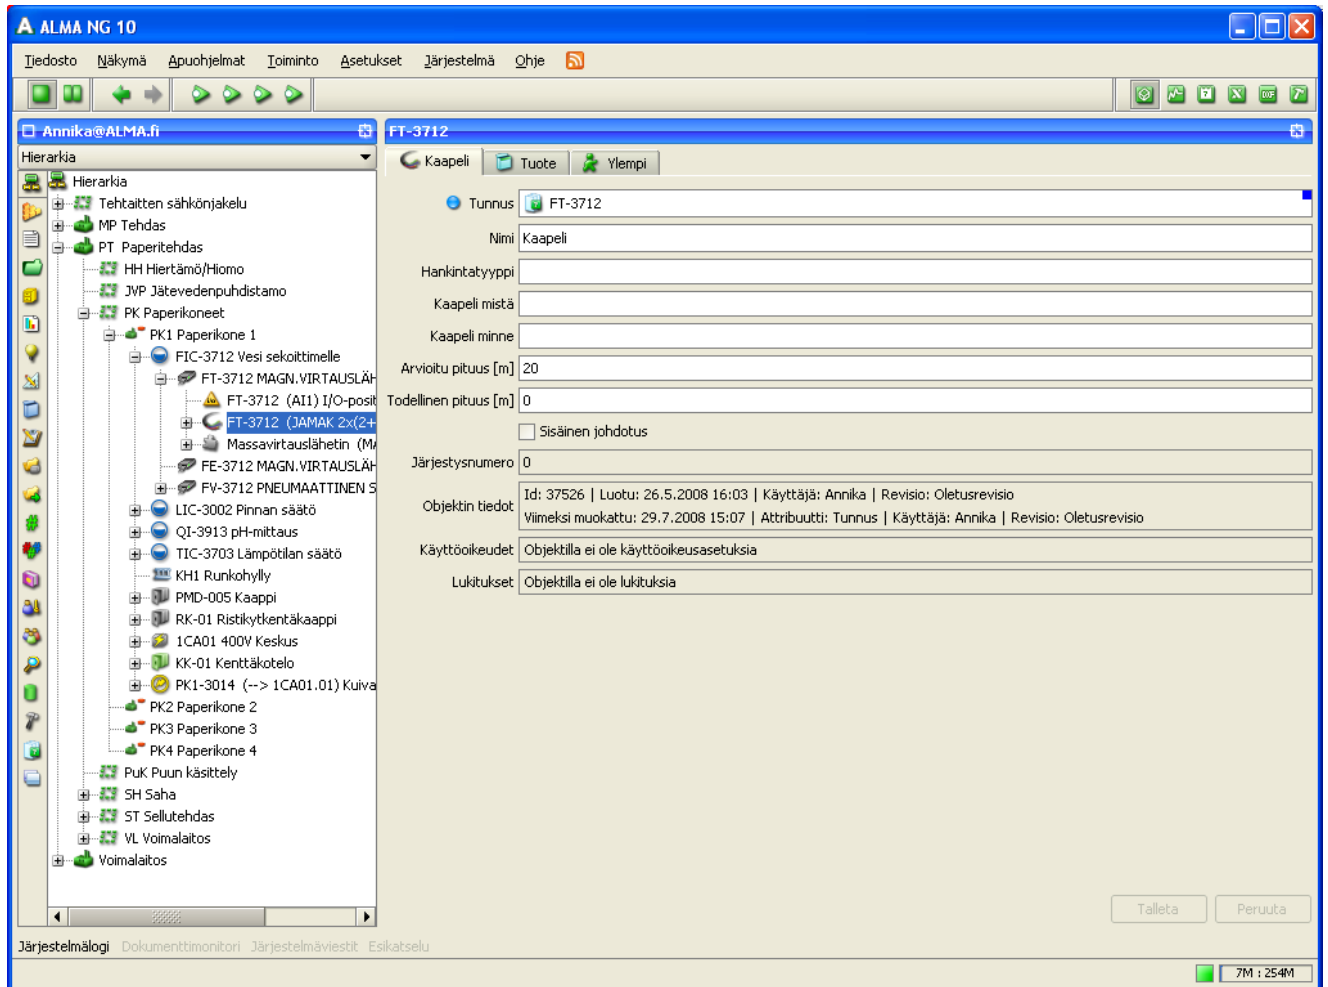 ALMA NG 10
Tiedosto Näkymä Apuohjelmat Toiminto Asetukset Järjestelmä Ohje
Annika@ALMA.fi
Hierarkia
Hierarkia
Tehtaitten sähkönjakelu
MP Tehdas
PT Paperitehdas
HH Hiertämö/Hiomo
JVP Jätevedenpuhdistamo
PK Paperikoneet
PK1 Paperikone 1
FIC-3712 Vesi sekoittimelle
FT-3712 MAGN.VIRTAUSLÄH
FT-3712 (AI1) I/O-posit
FT-3712 (JAMAK 2x(2+
Massavirtauslähetin (MA
FE-3712 MAGN.VIRTAUSLÄH
FV-3712 PNEUMAATTINEN S
LIC-3002 Pinnan säätö
QI-3913 pH-mittaus
TIC-3703 Lämpötilan säätö
KH1 Runkohylly
PMD-005 Kaappi
RK-01 Ristikytkentäkaappi
1CA01 400V Keskus
KK-01 Kenttäkotelo
PK1-3014 (--> 1CA01.01) Kuiva
PK2 Paperikone 2
PK3 Paperikone 3
PK4 Paperikone 4
PuK Puun käsittely
SH Saha
ST Sellutehdas
VL Voimalaitos
Voimalaitos
FT-3712
Kaapeli Tuote Ylempi
Tunnus FT-3712
Nimi Kaapeli
Hankintatyyppi
Kaapeli mistä
Kaapeli minne
Arvioitu pituus [m] 20
Todellinen pituus [m] 0
Sisäinen johdotus
Järjestysnumero 0
Objektin tiedot
Id: 37526 | Luotu: 26.5.2008 16:03 | Käyttäjä: Annika | Revisio: Oletusrevisio
Viimeksi muokattu: 29.7.2008 15:07 | Attribuutti: Tunnus | Käyttäjä: Annika | Revisio: Oletusrevisio
Käyttöoikeudet Objektilla ei ole käyttöoikeusasetuksia
Lukitukset Objektilla ei ole lukituksia
Talleta Peruuta
Järjestelmälogi Dokumenttimonitori Järjestelmäviestit Esikatselu
7M : 254M